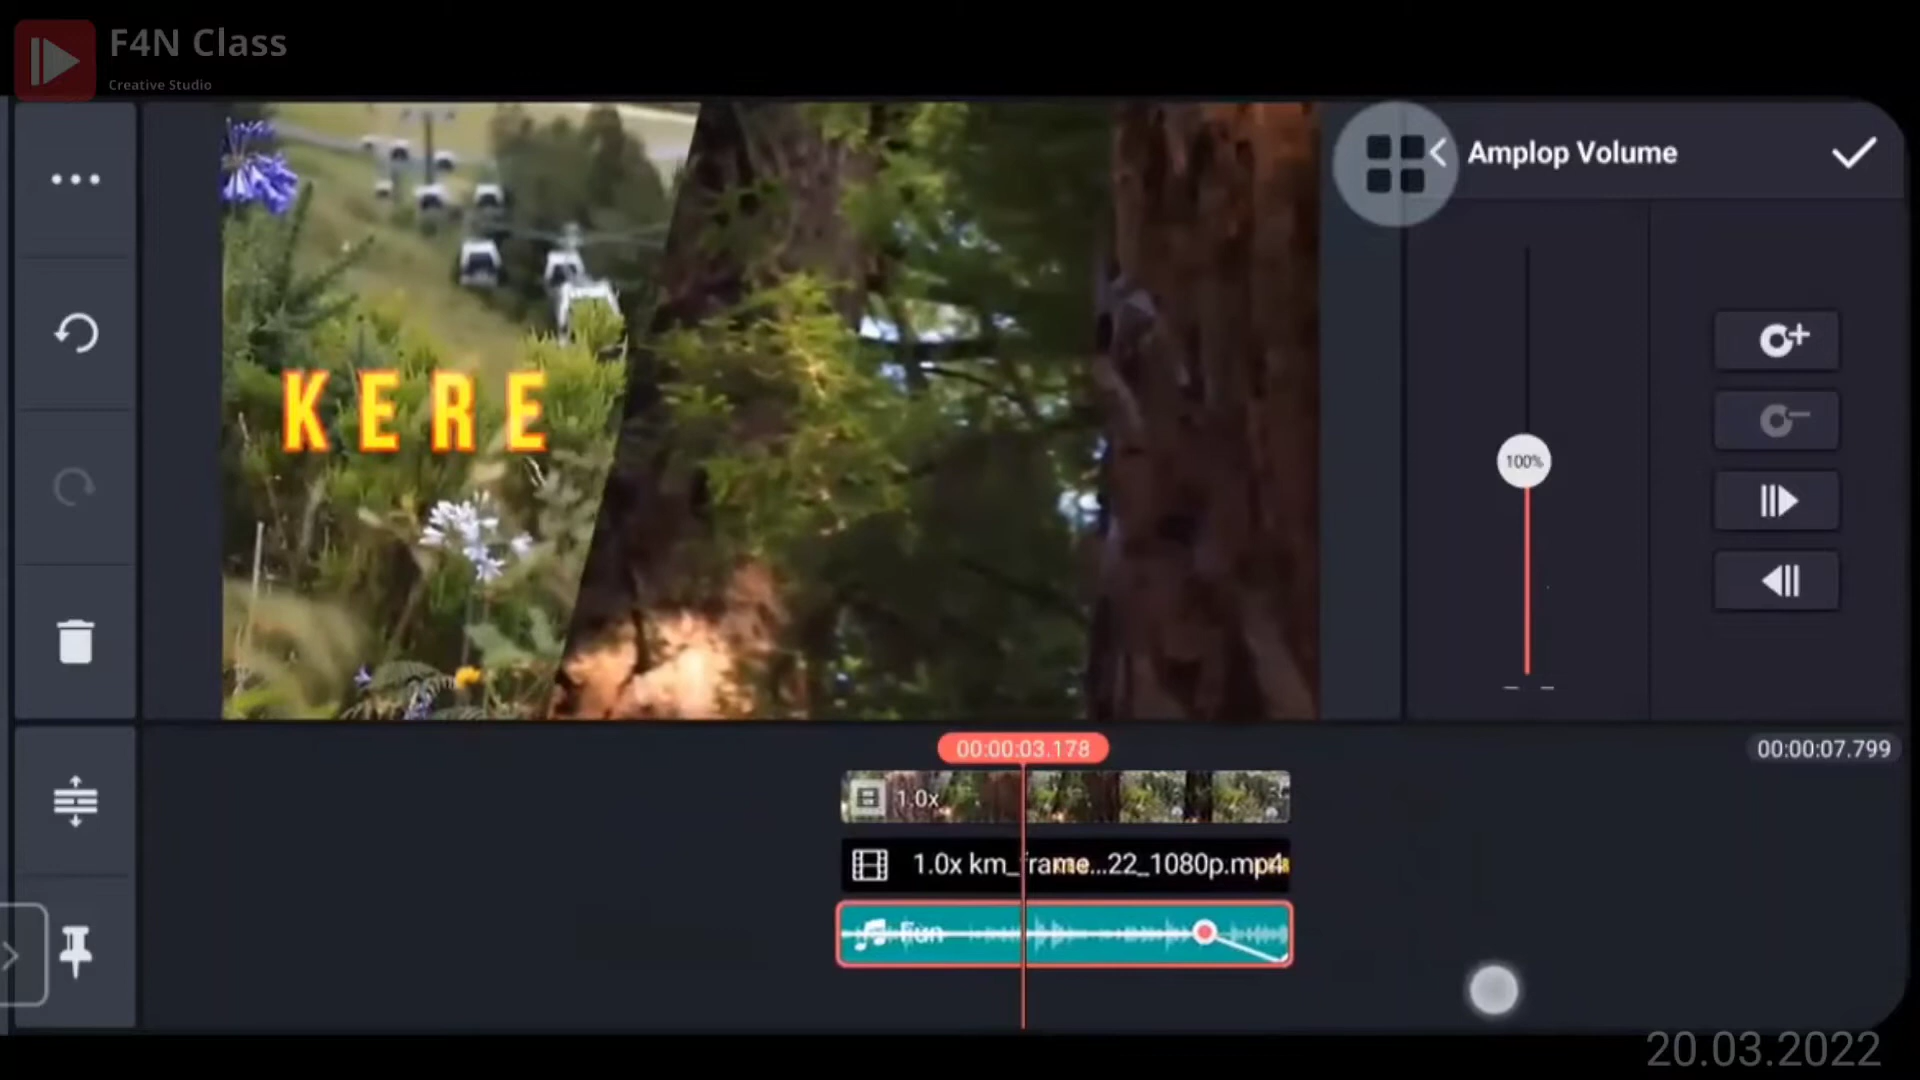 F4N Class
Creative Studio
Amplop Volume
KERE
100%
00:00:03.178
00:00:07.799
1.0x
1.0x km_frame...22_1080p.mp4
Fun
20.03.2022